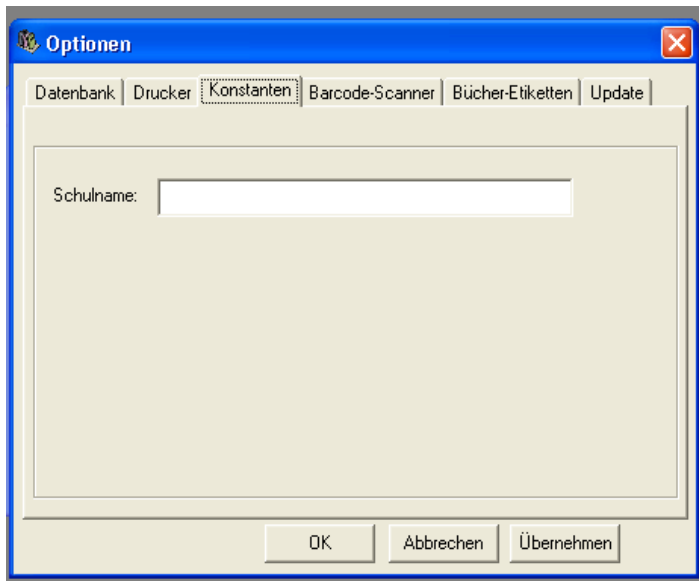 Optionen
Datenbank Drucker Konstanten Barcode-Scanner Bücher-Etiketten Update
Schulname:
OK Abbrechen Übernehmen